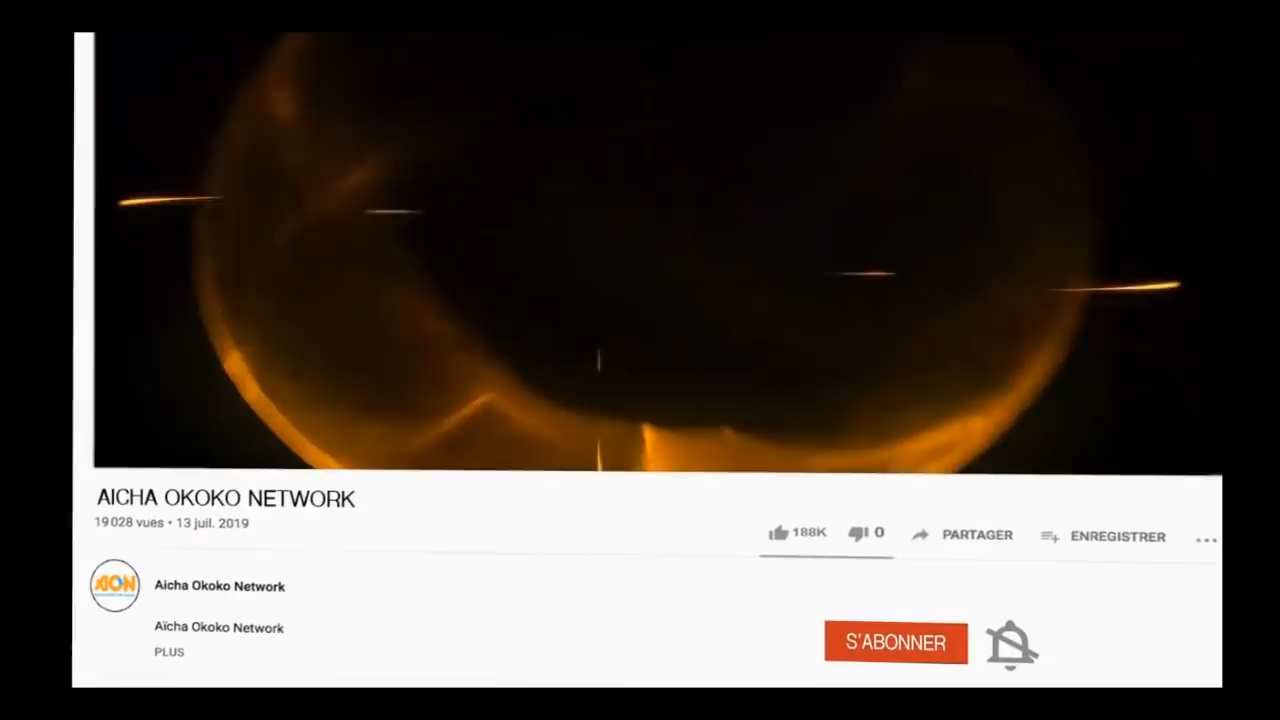 AICHA OKOKO NETWORK
19 028 vues • 13 juil. 2019
188K 0 PARTAGER ENREGISTRER
AION
Aicha Okoko Network
Aïcha Okoko Network
PLUS
S'ABONNER